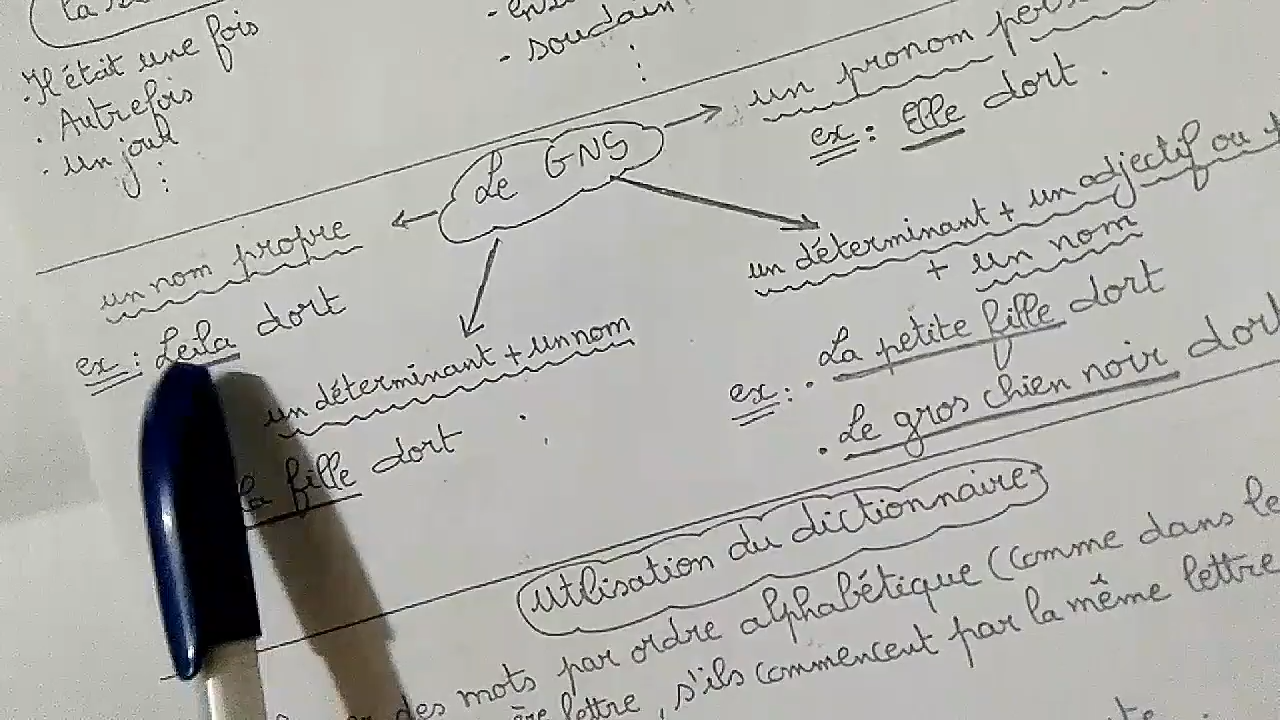 la
· Il était une fois
· Autrefois
· un jour
:
- soudain
:
Le GNS
un pronom
ex : Elle dort .
un nom propre
ex : Leila dort
un déterminant + un nom
la fille dort
un déterminant + un adjectif ou
+ un nom
ex : · La petite fille dort
· Le gros chien noir dort
utilisation du dictionnaire
des mots par ordre alphabétique (comme dans le
lettre, s'ils commencent par la même lettre